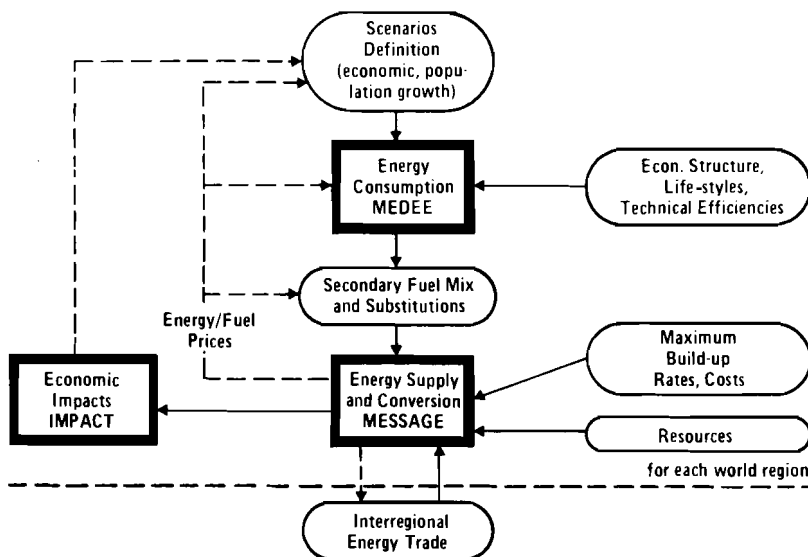 Scenarios
Definition
(economic, popu-
lation growth)
Energy
Consumption
MEDEE
Econ. Structure,
Life-styles,
Technical Efficiencies
Secondary Fuel Mix
and Substitutions
Energy/Fuel
Prices
Maximum
Build-up
Rates, Costs
Economic
Impacts
IMPACT
Energy Supply
and Conversion
MESSAGE
Resources
for each world region
Interregional
Energy Trade